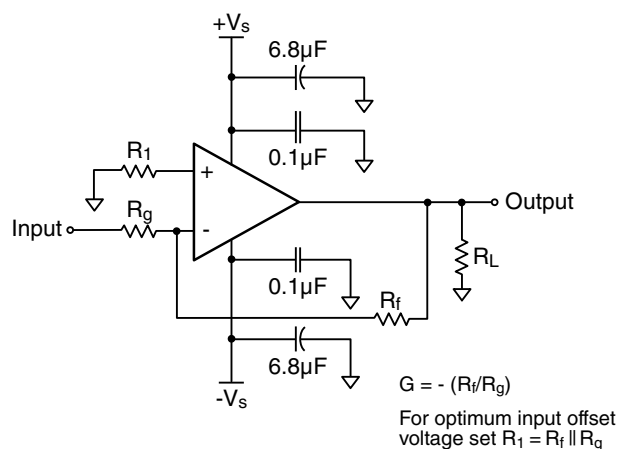 +Vs
6.8µF
R1
+
0.1µF
Rg
Input
-
Output
RL
0.1µF
Rf
6.8µF
-Vs
G = - (Rf/Rg)
For optimum input offset
voltage set R1 = Rf || Rg